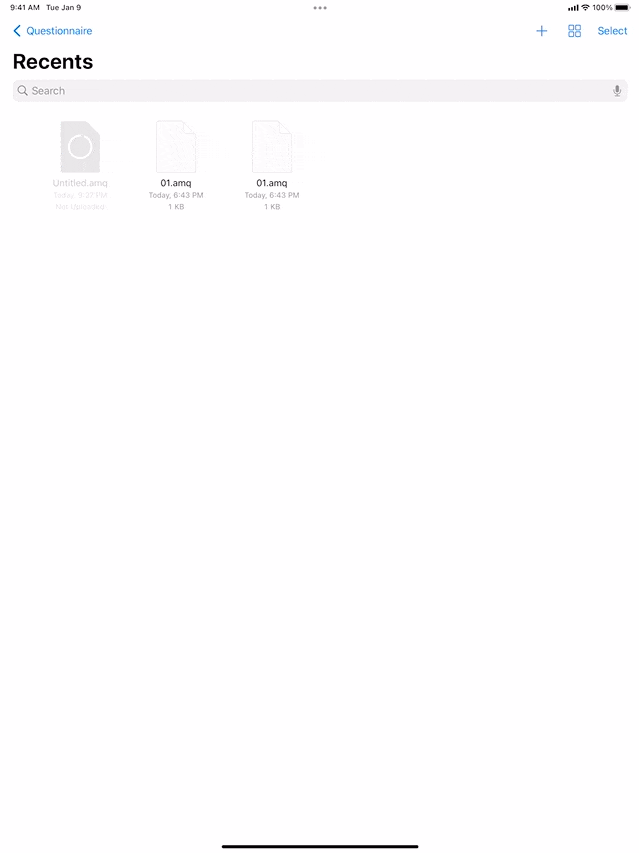 9:41 AM Tue Jan 9
100%
Questionnaire
Select
Recents
Search
Untitled.amq
01.amq
01.amq
Today, 9:27 PM
Today, 6:43 PM
Today, 6:43 PM
Not Uploaded
1 KB
1 KB